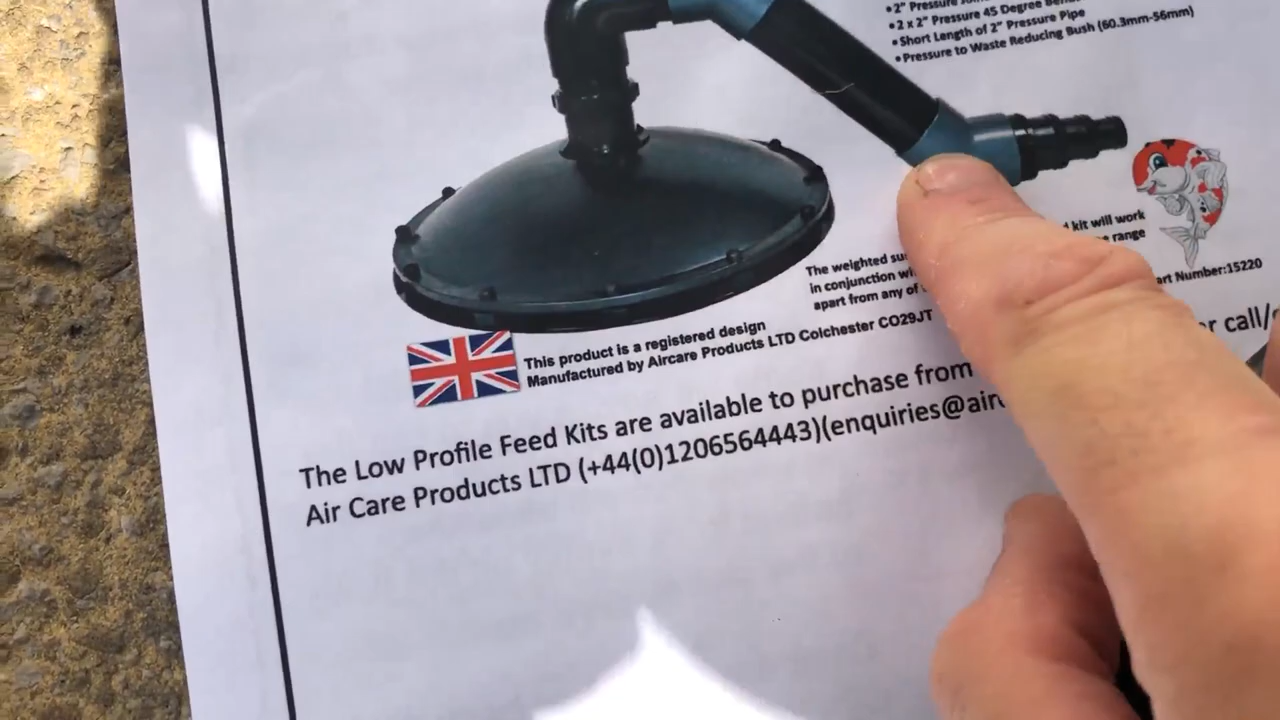 • 2" Pressure
• 2 x 2" Pressure 45 Degree
• Short Length of 2" Pressure Pipe
• Pressure to Waste Reducing Bush (60.3mm-56mm)
The weighted kit will work
in conjunction range
apart from any of Part Number:15220
This product is a registered design
Manufactured by Aircare Products LTD Colchester CO29JT
The Low Profile Feed Kits are available to purchase from call/
Air Care Products LTD (+44(0)1206564443)(enquiries@air